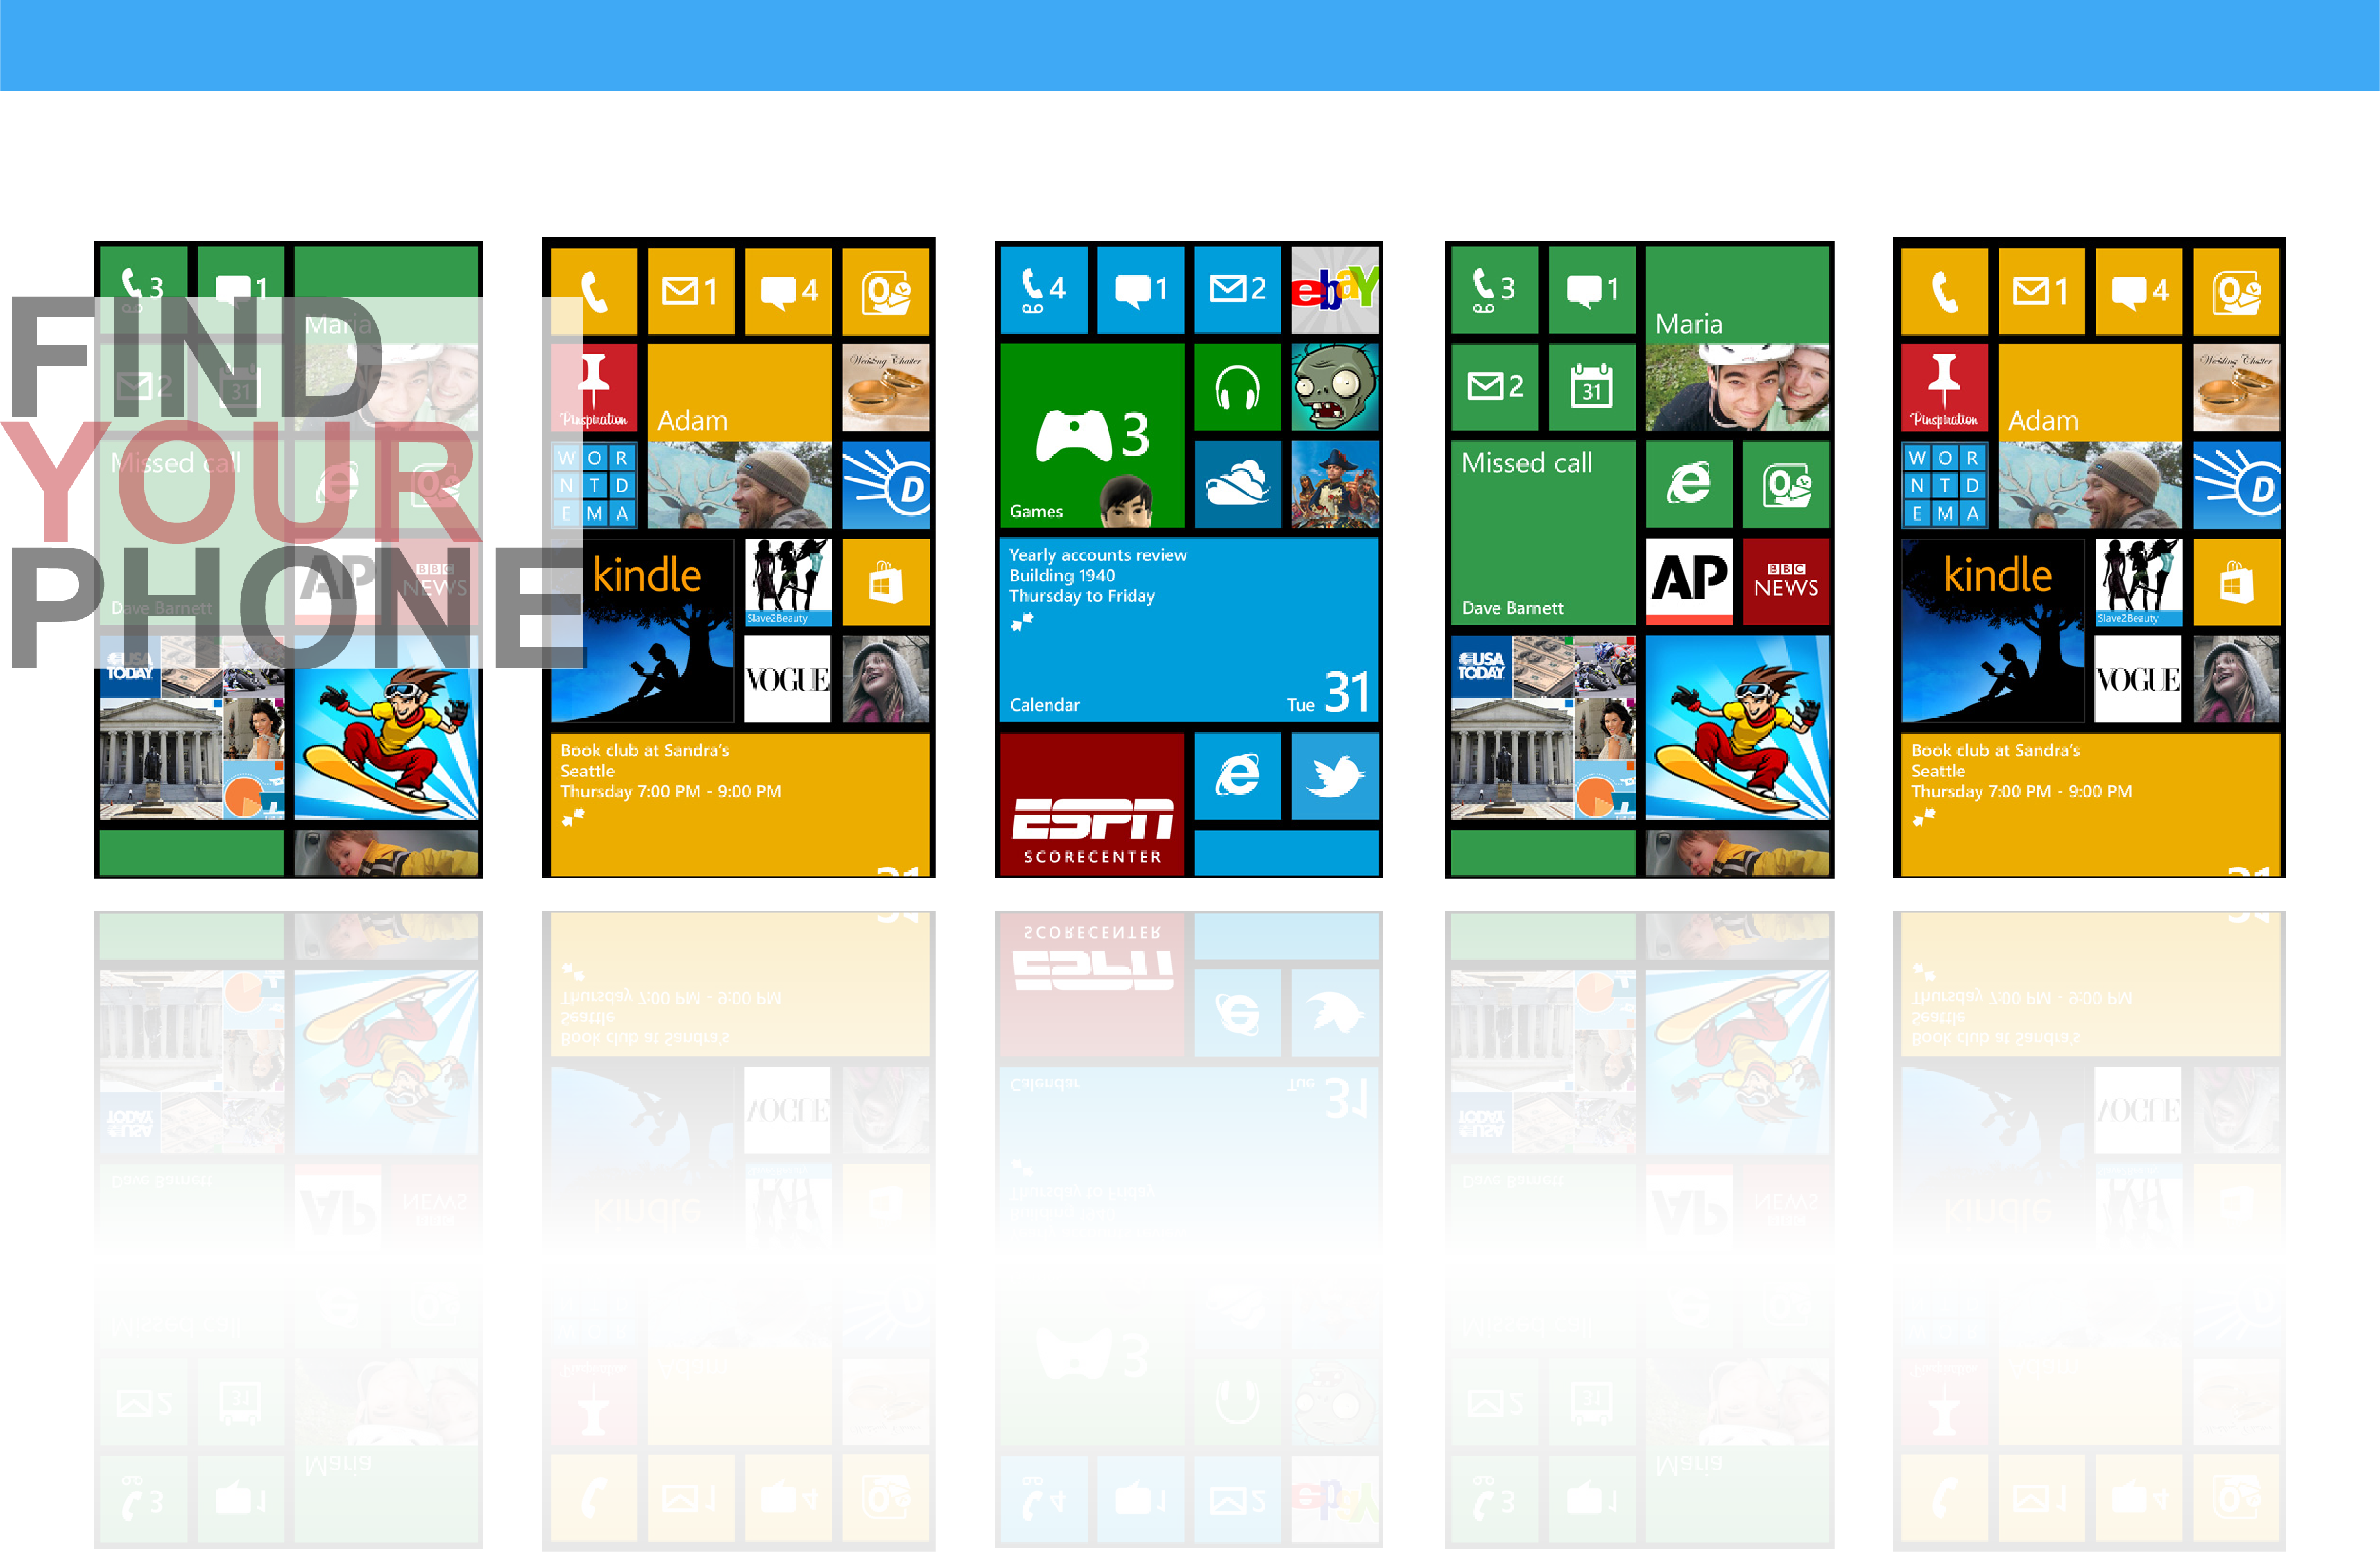 FIND
YOUR
PHONE
3
1
Maria
2
31
Missed call
Dave Barnett
AP
BBC
NEWS
USA
TODAY
1
4
Pinspiration
Adam
Wedding Chatter
W O R
N T D
E M A
D
kindle
Slave2Beauty
VOGUE
Book club at Sandra's
Seattle
Thursday 7:00 PM - 9:00 PM
31
4
1
2
ebaY
3
Games
Yearly accounts review
Building 1940
Thursday to Friday
Calendar
Tue 31
ESPN
SCORECENTER
3
1
Maria
2
31
Missed call
Dave Barnett
AP
BBC
NEWS
USA
TODAY
1
4
Pinspiration
Adam
Wedding Chatter
W O R
N T D
E M A
D
kindle
Slave2Beauty
VOGUE
Book club at Sandra's
Seattle
Thursday 7:00 PM - 9:00 PM
31